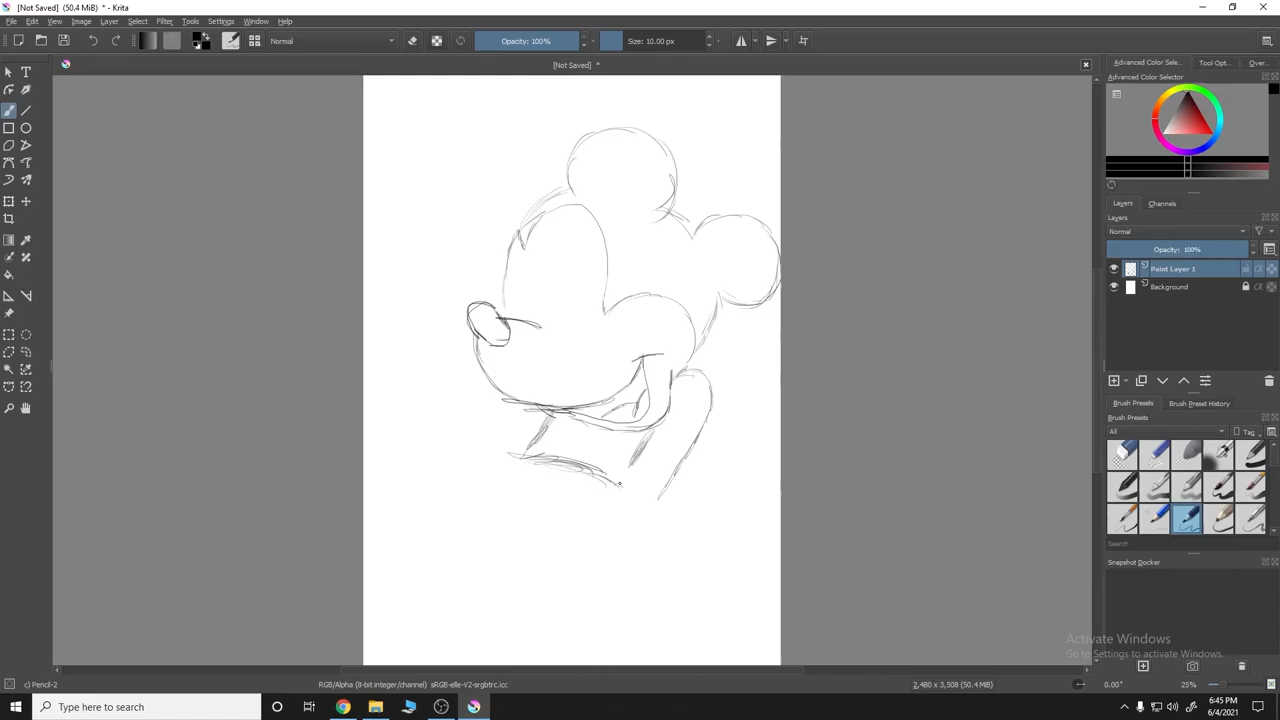 [Not Saved] (50.4 MiB) * - Krita
File Edit View Image Layer Select Filter Tools Settings Window Help
Normal Opacity: 100% Size: 10.00 px
[Not Saved] *
Advanced Color Sele... Tool Opt... Over...
Advanced Color Selector
Layers Channels
Layers
Normal
Opacity: 100%
Paint Layer 1
Background
Brush Presets Brush Preset History
Brush Presets
All Tag
Search
Snapshot Docker
Activate Windows
Go to Settings to activate Windows.
c) Pencil-2 RGB/Alpha (8-bit integer/channel) sRGB-elle-V2-srgbtrc.icc 2,480 x 3,508 (50.4 MiB) 0.00° 25%
Type here to search
6:45 PM
6/4/2021